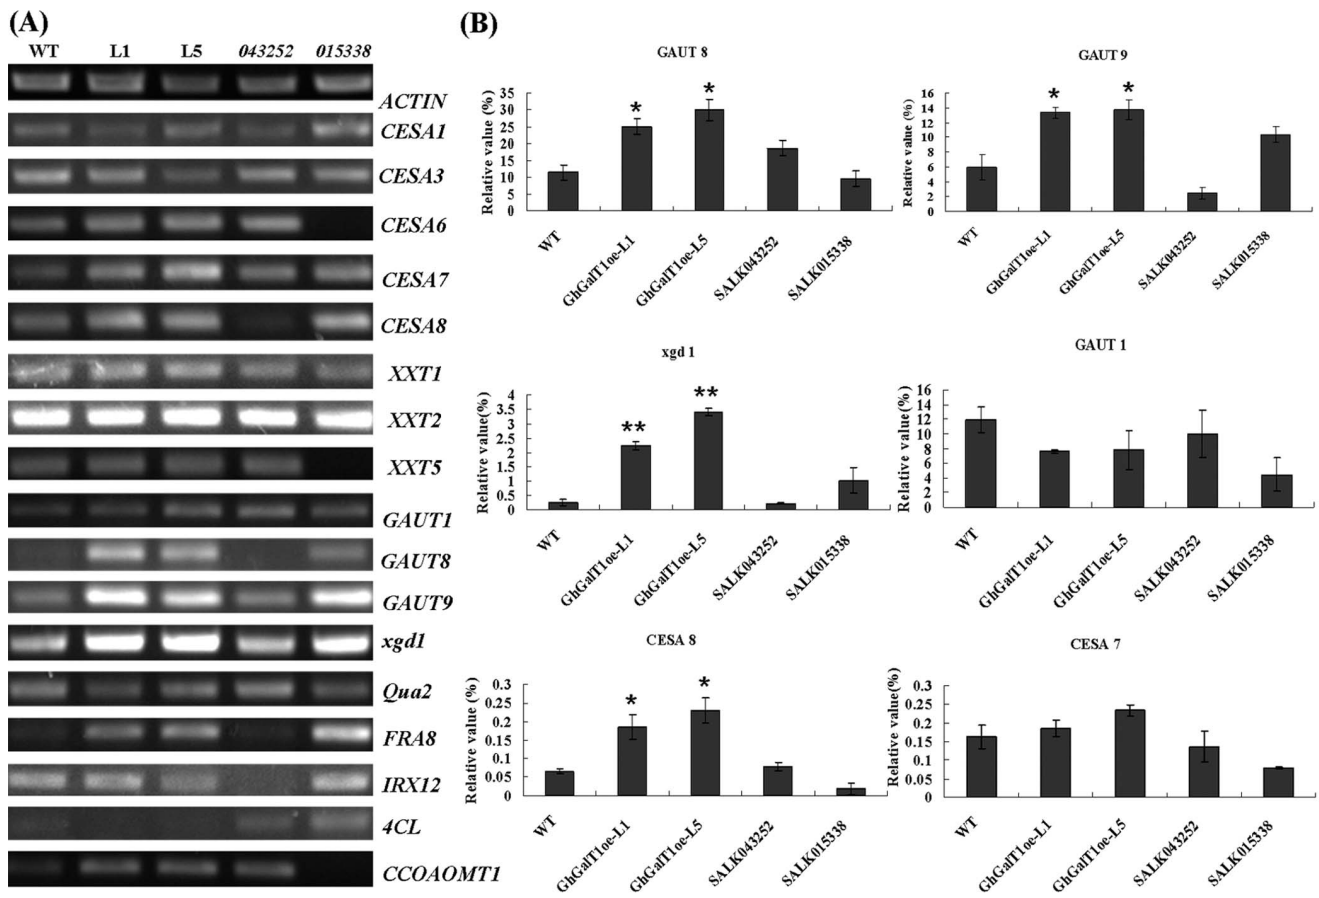 (A)
WT L1 L5 043252 015338
ACTIN
CESA1
CESA3
CESA6
CESA7
CESA8
XXT1
XXT2
XXT5
GAUT1
GAUT8
GAUT9
xgd1
Qua2
FRA8
IRX12
4CL
CCOAOMT1
(B)
GAUT 8
Relative value (%)
35
30
25
20
15
10
5
0
* *
WT GhGalT1oe-L1 GhGalT1oe-L5 SALK043252 SALK015338
GAUT 9
Relative value (%)
16
14
12
10
8
6
4
2
0
* *
WT GhGalT1oe-L1 GhGalT1oe-L5 SALK043252 SALK015338
xgd 1
Relative value(%)
4
3.5
3
2.5
2
1.5
1
0.5
0
** **
WT GhGalT1oe-L1 GhGalT1oe-L5 SALK043252 SALK015338
GAUT 1
Relative value(%)
16
14
12
10
8
6
4
2
0
WT GhGalT1oe-L1 GhGalT1oe-L5 SALK043252 SALK015338
CESA 8
Relative value (%)
0.3
0.25
0.2
0.15
0.1
0.05
0
* *
WT GhGalT1oe-L1 GhGalT1oe-L5 SALK043252 SALK015338
CESA 7
Relative value(%)
0.3
0.25
0.2
0.15
0.1
0.05
0
WT GhGalT1oe-L1 GhGalT1oe-L5 SALK043252 SALK015338